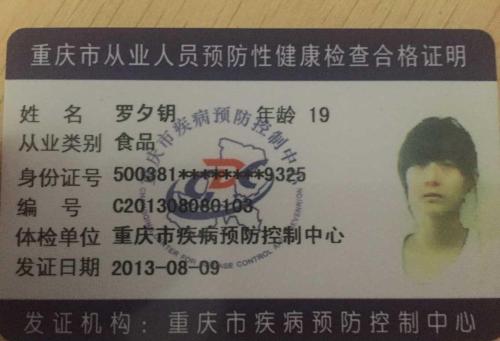 重庆市从业人员预防性健康检查合格证明
姓 名 罗夕钥 年龄 19
从业类别 食品
身份证号 500381********9325
编 号 C201308080103
体检单位 重庆市疾病预防控制中心
发证日期 2013-08-09
重庆市疾病预防控制中心
CDC
CENTER FOR DISEASE CONTROL AND PREVENTION
发证机构：重庆市疾病预防控制中心